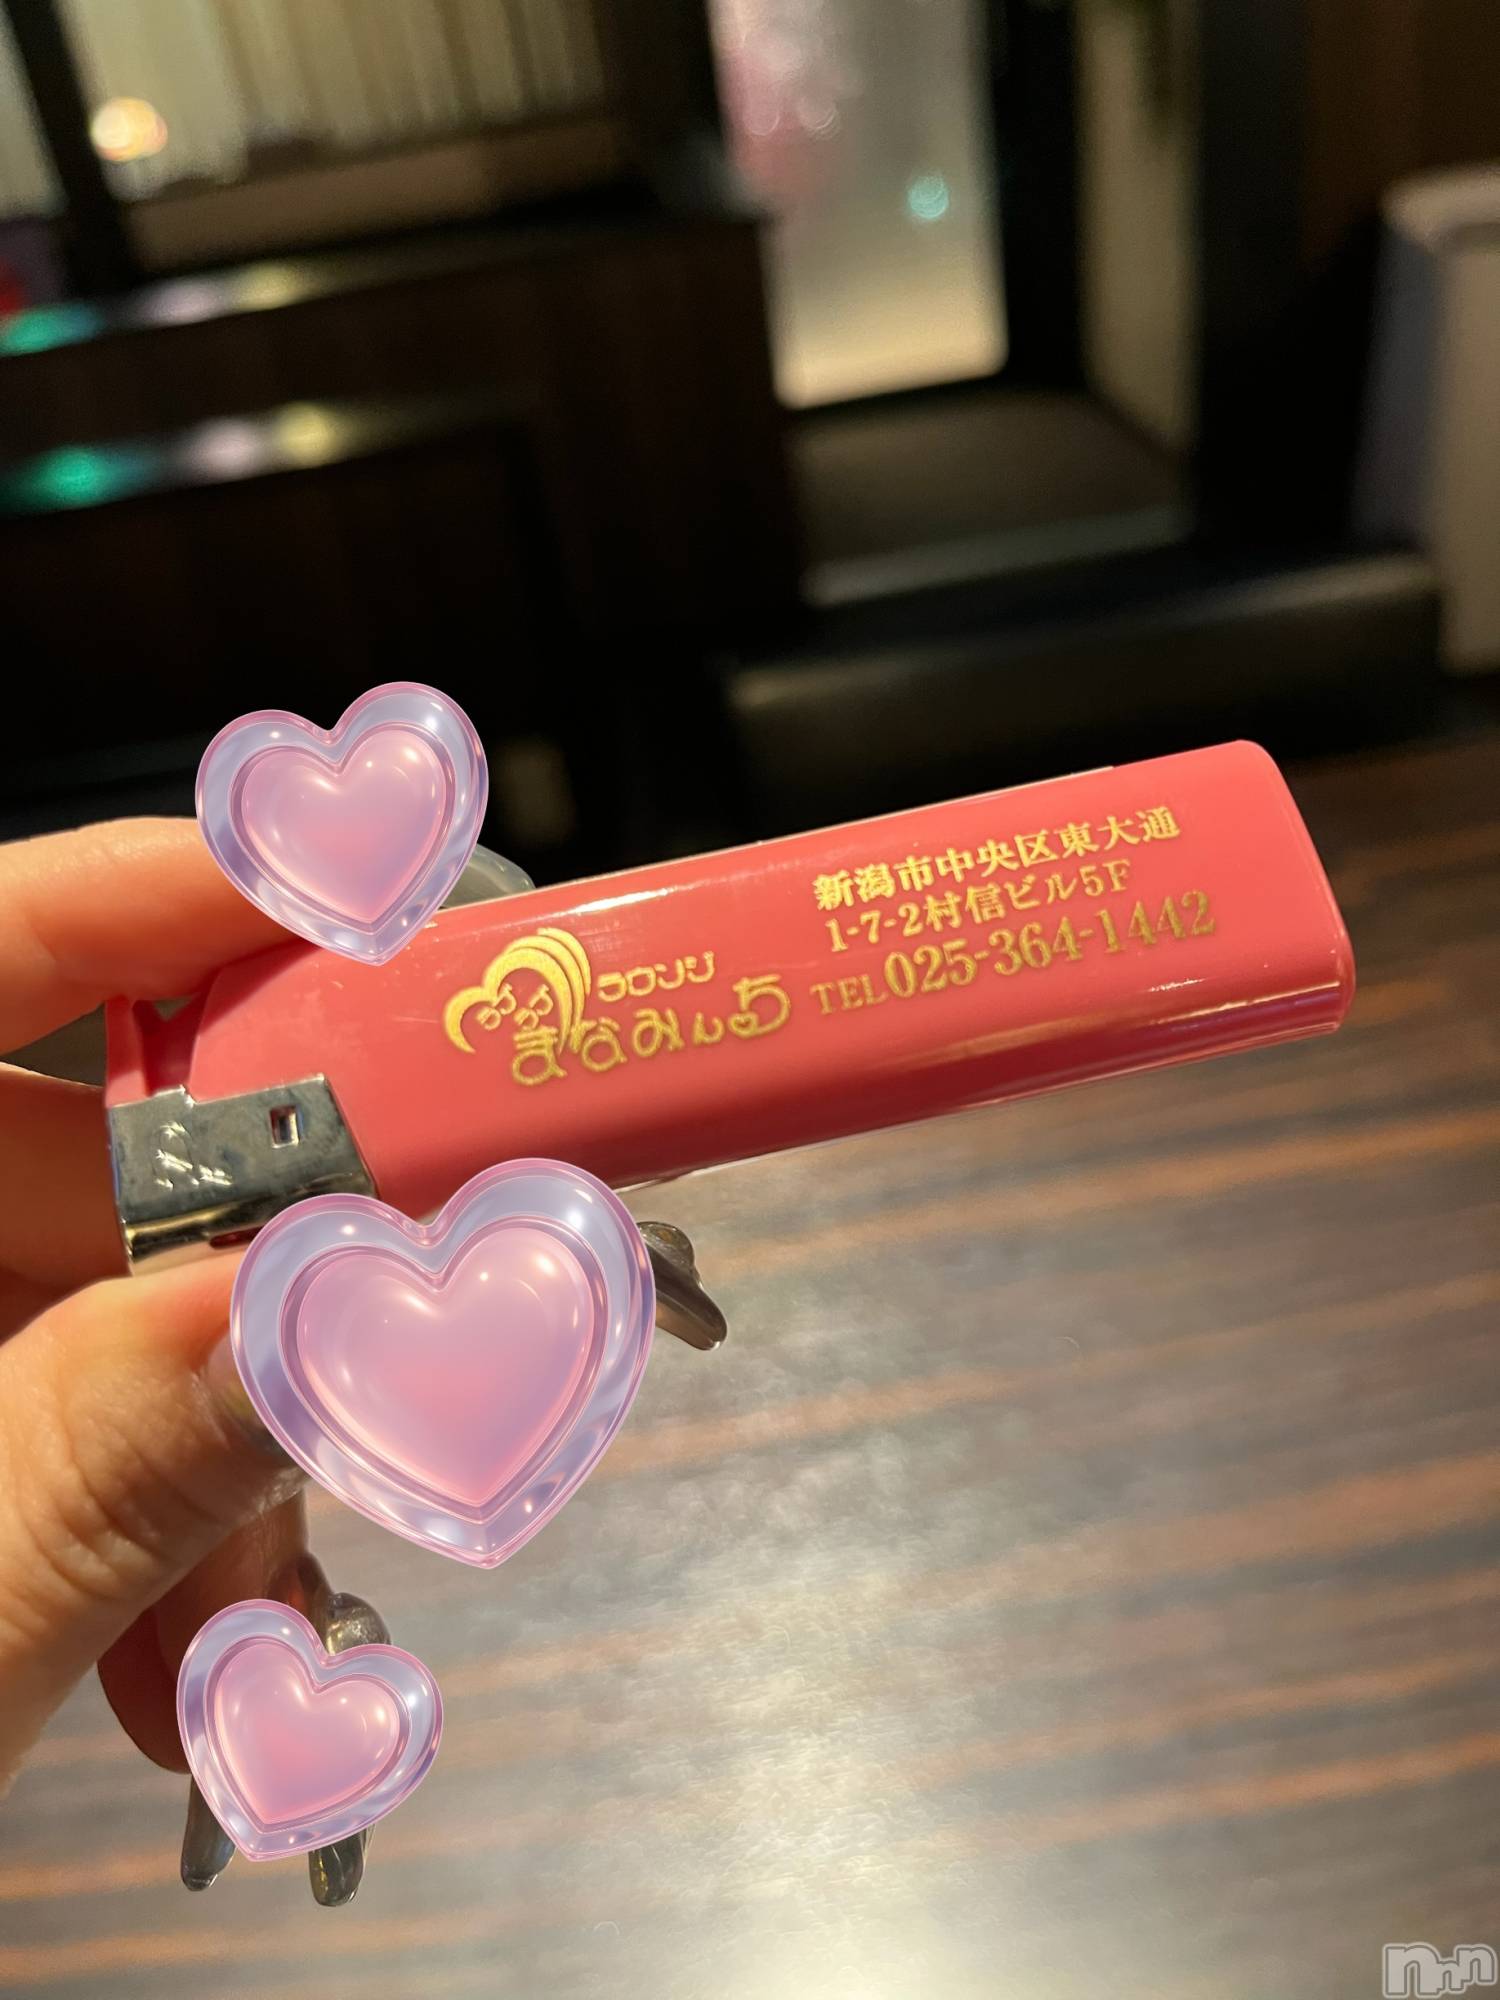 ラウンジ
まなみんち
新潟市中央区東大通
1-7-2村信ビル5F
TEL025-364-1442
nnn